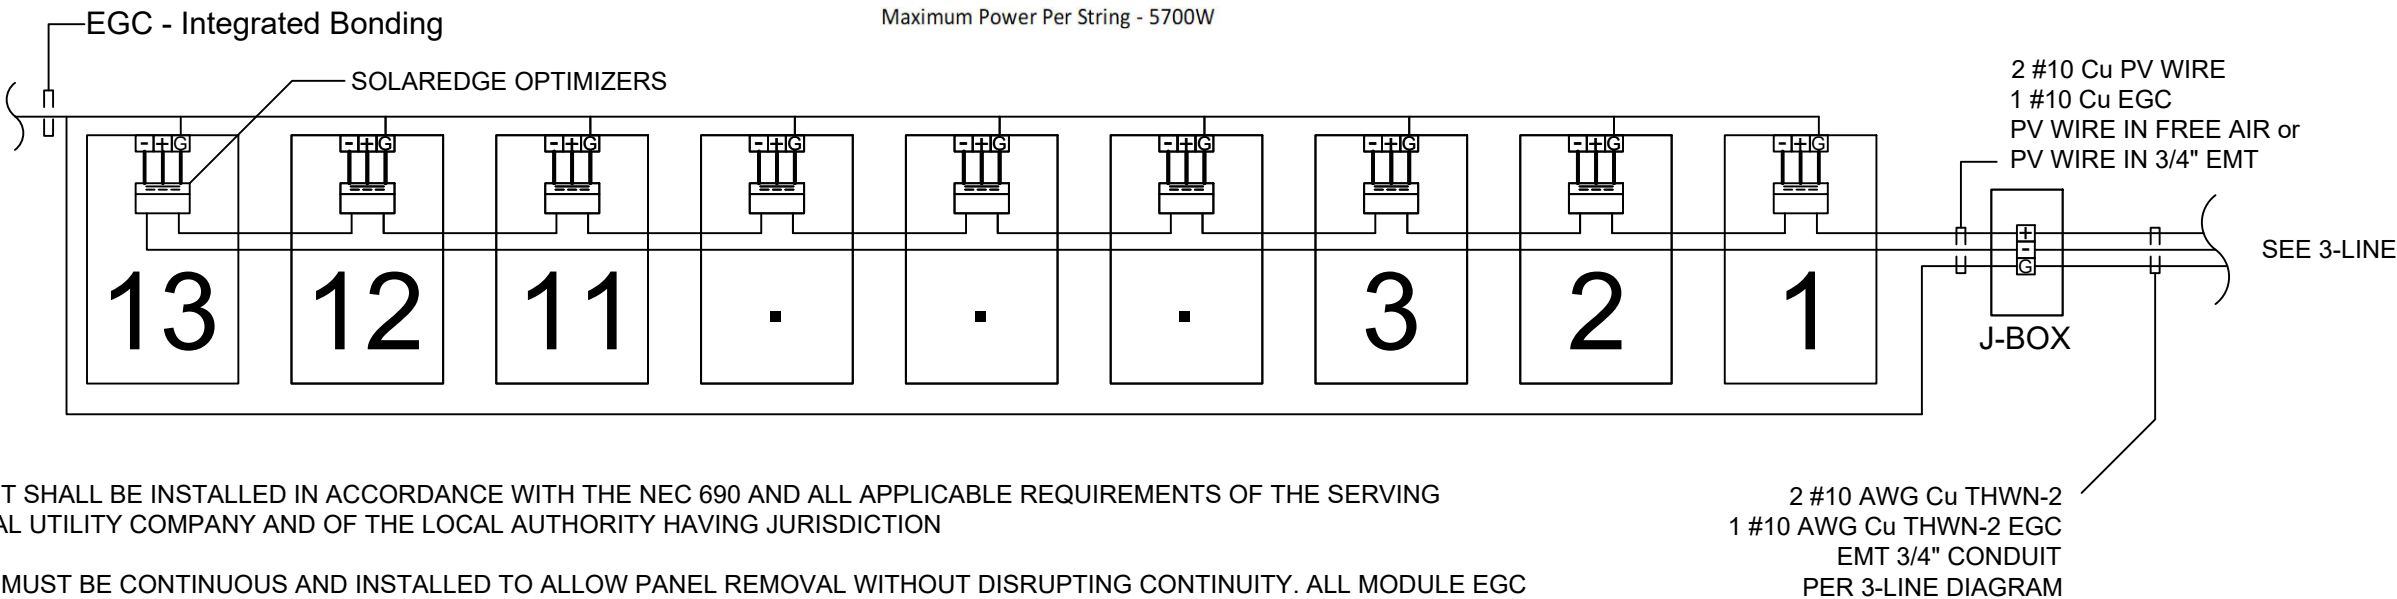 EGC - Integrated Bonding
Maximum Power Per String - 5700W
SOLAREDGE OPTIMIZERS
2 #10 Cu PV WIRE
1 #10 Cu EGC
PV WIRE IN FREE AIR or
PV WIRE IN 3/4" EMT
- + G
- + G
- + G
- + G
- + G
- + G
- + G
- + G
- + G
+
-
G
SEE 3-LINE
13 12 11 . . . 3 2 1
J-BOX
T SHALL BE INSTALLED IN ACCORDANCE WITH THE NEC 690 AND ALL APPLICABLE REQUIREMENTS OF THE SERVING
AL UTILITY COMPANY AND OF THE LOCAL AUTHORITY HAVING JURISDICTION
MUST BE CONTINUOUS AND INSTALLED TO ALLOW PANEL REMOVAL WITHOUT DISRUPTING CONTINUITY. ALL MODULE EGC
2 #10 AWG Cu THWN-2
1 #10 AWG Cu THWN-2 EGC
EMT 3/4" CONDUIT
PER 3-LINE DIAGRAM